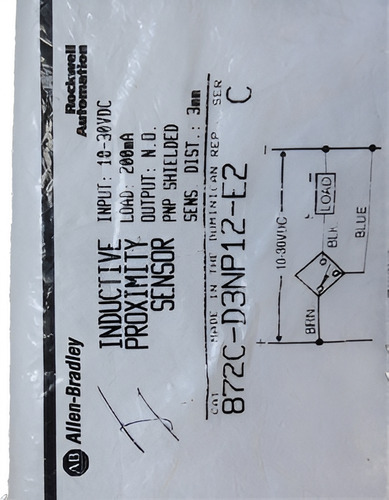 AB Allen-Bradley
Rockwell
Automation
INDUCTIVE
PROXIMITY
SENSOR
INPUT: 10-30VDC
LOAD: 200mA
OUTPUT: N.O.
PNP SHIELDED
SENS DIST.: 3mm
CAT MADE IN THE DOMINICAN REP SER
872C-D3NP12-E2 C
+ -
10-30VDC
LOAD
BRN BLK
BLUE